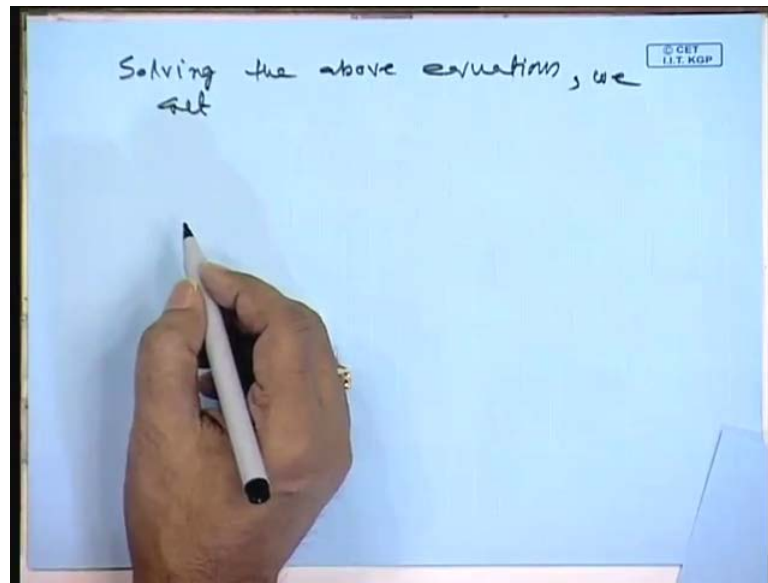 Solving the above equations, we
get
© CET
I.I.T. KGP